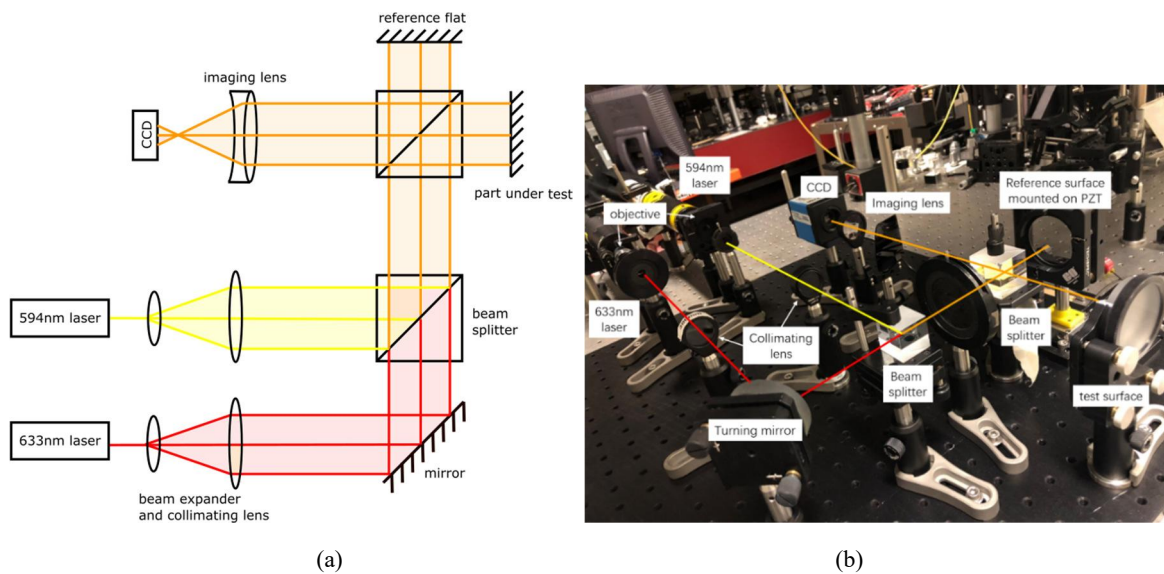 reference flat
imaging lens
CCD
part under test
594nm laser
beam
splitter
633nm laser
mirror
beam expander
and collimating lens
(a)
594nm
laser
CCD
Imaging lens
Reference surface
mounted on PZT
objective
633nm
laser
Collimating
lens
Beam
splitter
Beam
splitter
test surface
Turning mirror
(b)